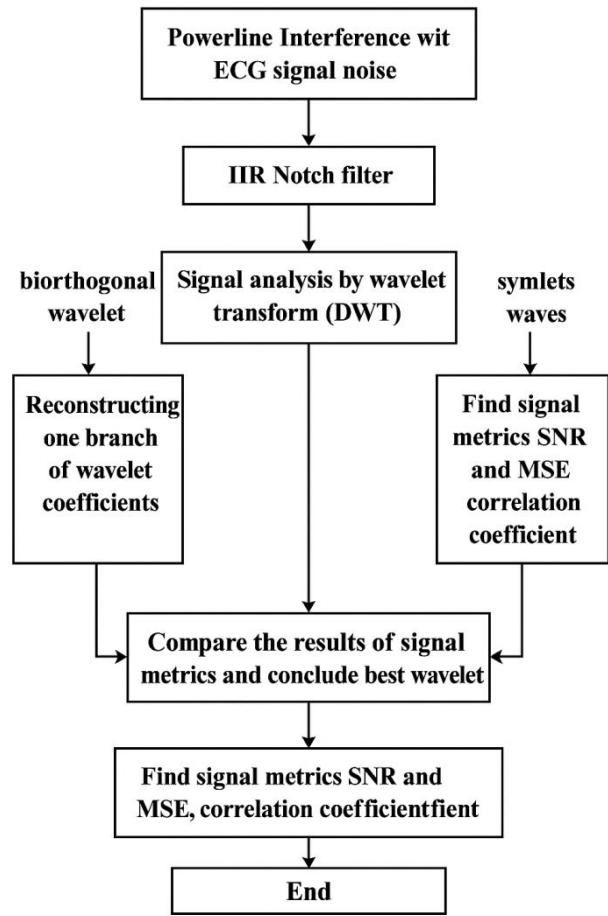 Powerline Interference wit
ECG signal noise
IIR Notch filter
Signal analysis by wavelet
transform (DWT)
biorthogonal
wavelet
symlets
waves
Reconstructing
one branch
of wavelet
coefficients
Find signal
metrics SNR
and MSE
correlation
coefficient
Compare the results of signal
metrics and conclude best wavelet
Find signal metrics SNR and
MSE, correlation coefficientfient
End